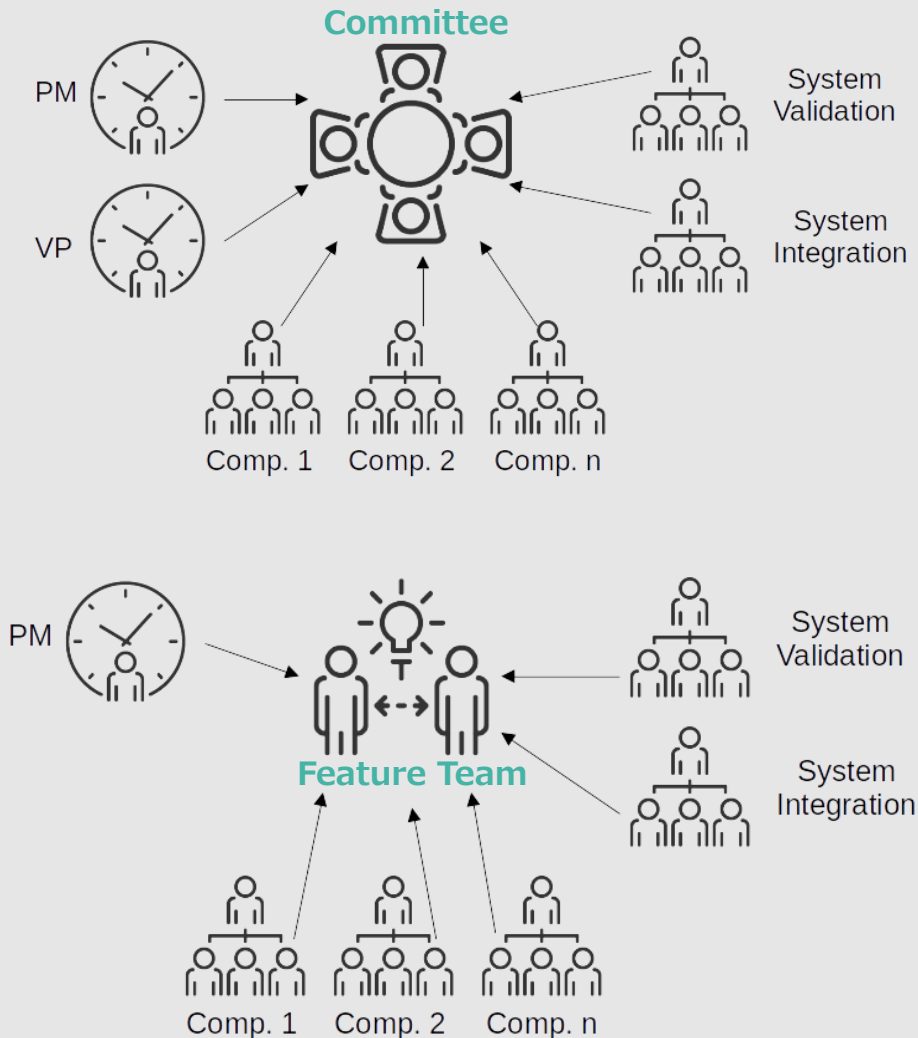 Committee
PM
System
Validation
VP
System
Integration
Comp. 1
Comp. 2
Comp. n
PM
System
Validation
Feature Team
System
Integration
Comp. 1
Comp. 2
Comp. n